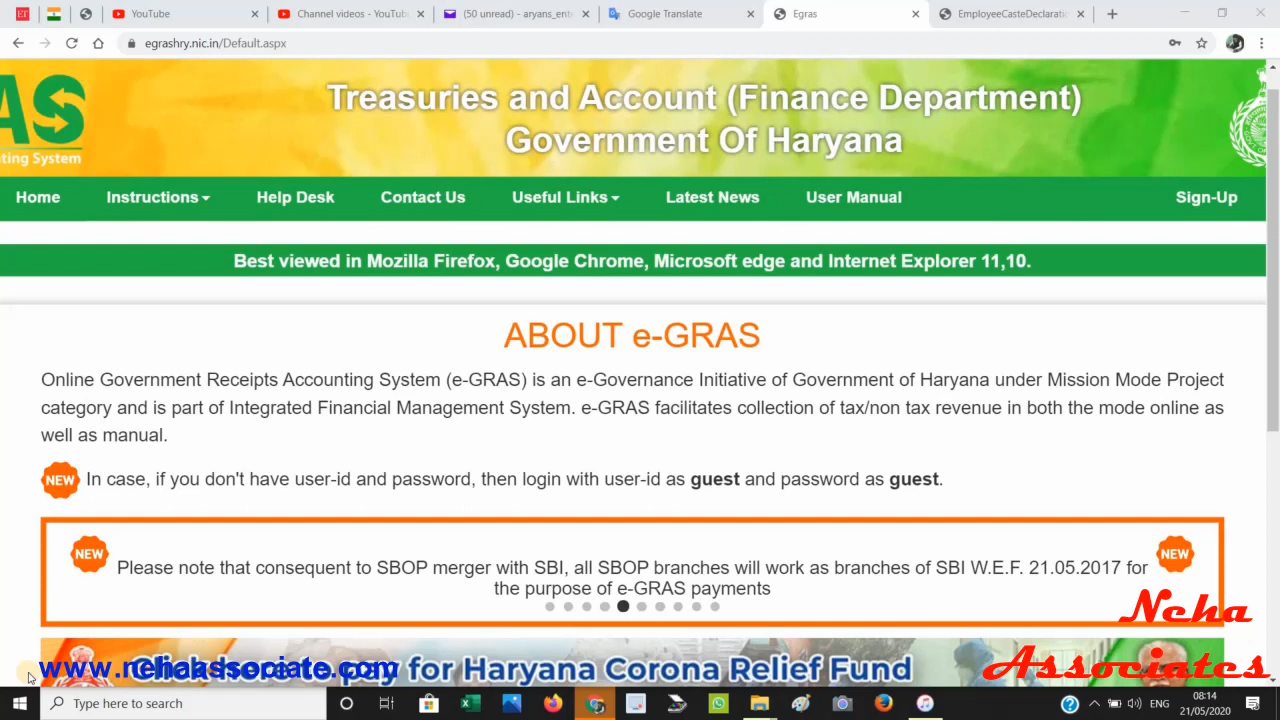 YouTube
Channel videos - YouTub
(50 unread) - aryans_ent
Google Translate
Egras
EmployeeCasteDeclarati
egrashry.nic.in/Default.aspx
AS
ting System
Treasuries and Account (Finance Department)
Government Of Haryana
Home Instructions Help Desk Contact Us Useful Links Latest News User Manual Sign-Up
Best viewed in Mozilla Firefox, Google Chrome, Microsoft edge and Internet Explorer 11,10.
ABOUT e-GRAS
Online Government Receipts Accounting System (e-GRAS) is an e-Governance Initiative of Government of Haryana under Mission Mode Project
category and is part of Integrated Financial Management System. e-GRAS facilitates collection of tax/non tax revenue in both the mode online as
well as manual.
NEW In case, if you don't have user-id and password, then login with user-id as guest and password as guest.
NEW
NEW
Please note that consequent to SBOP merger with SBI, all SBOP branches will work as branches of SBI W.E.F. 21.05.2017 for
the purpose of e-GRAS payments
Neha
Associates
www.nehakshopiate.com
for Haryana Corona Relief Fund
Type here to search
ENG
08:14
21/05/2020